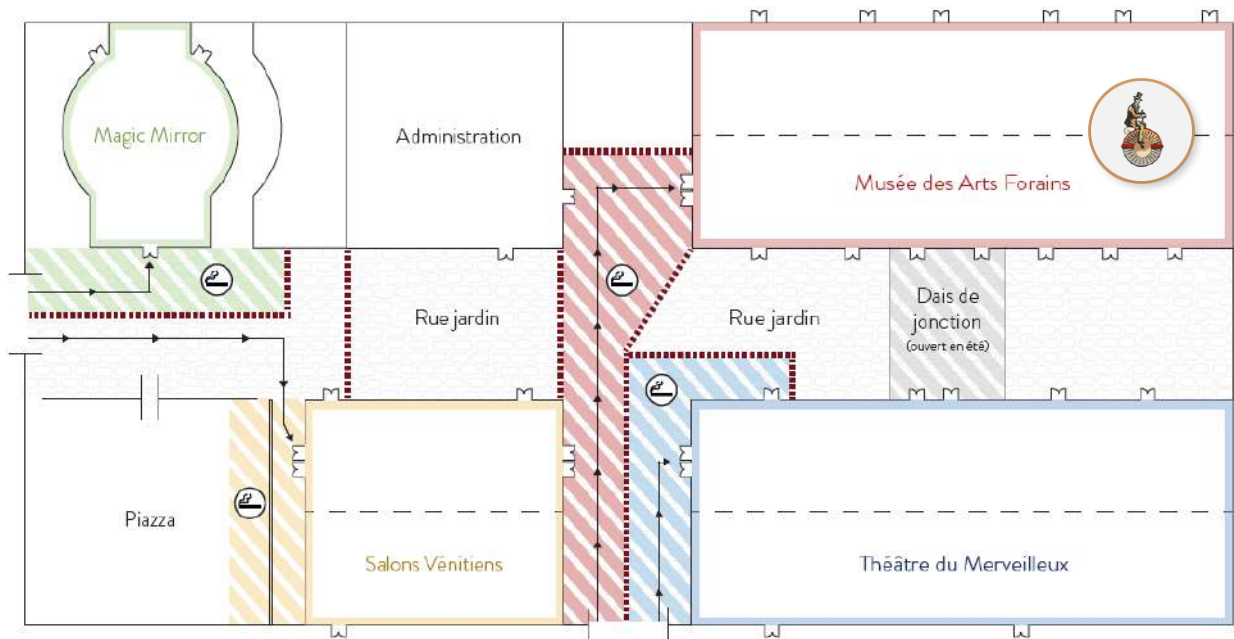 Magic Mirror
Administration
Musée des Arts Forains
Rue jardin
Rue jardin
Dais de
jonction
(ouvert en été)
Piazza
Salons Vénitiens
Théâtre du Merveilleux